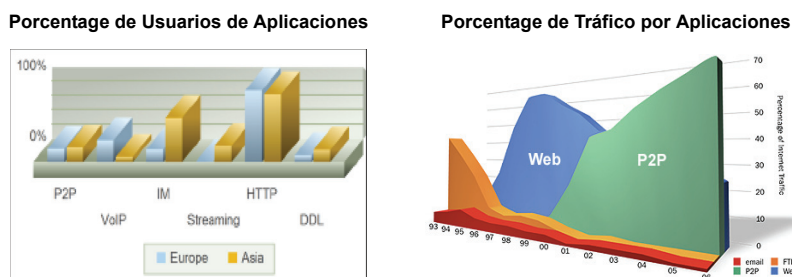 Porcentage de Usuarios de Aplicaciones
100%
0%
P2P
VoIP
IM
Streaming
HTTP
DDL
Europe
Asia
Porcentage de Tráfico por Aplicaciones
70
60
50
40
30
20
10
0
Percentage of Internet Traffic
Web
P2P
93 94 95 96 97 98 99 00 01 02 03 04 05 06
email
P2P